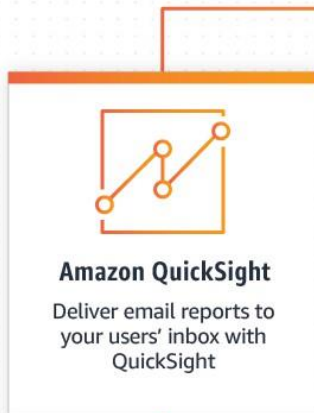 Amazon QuickSight
Deliver email reports to
your users' inbox with
QuickSight